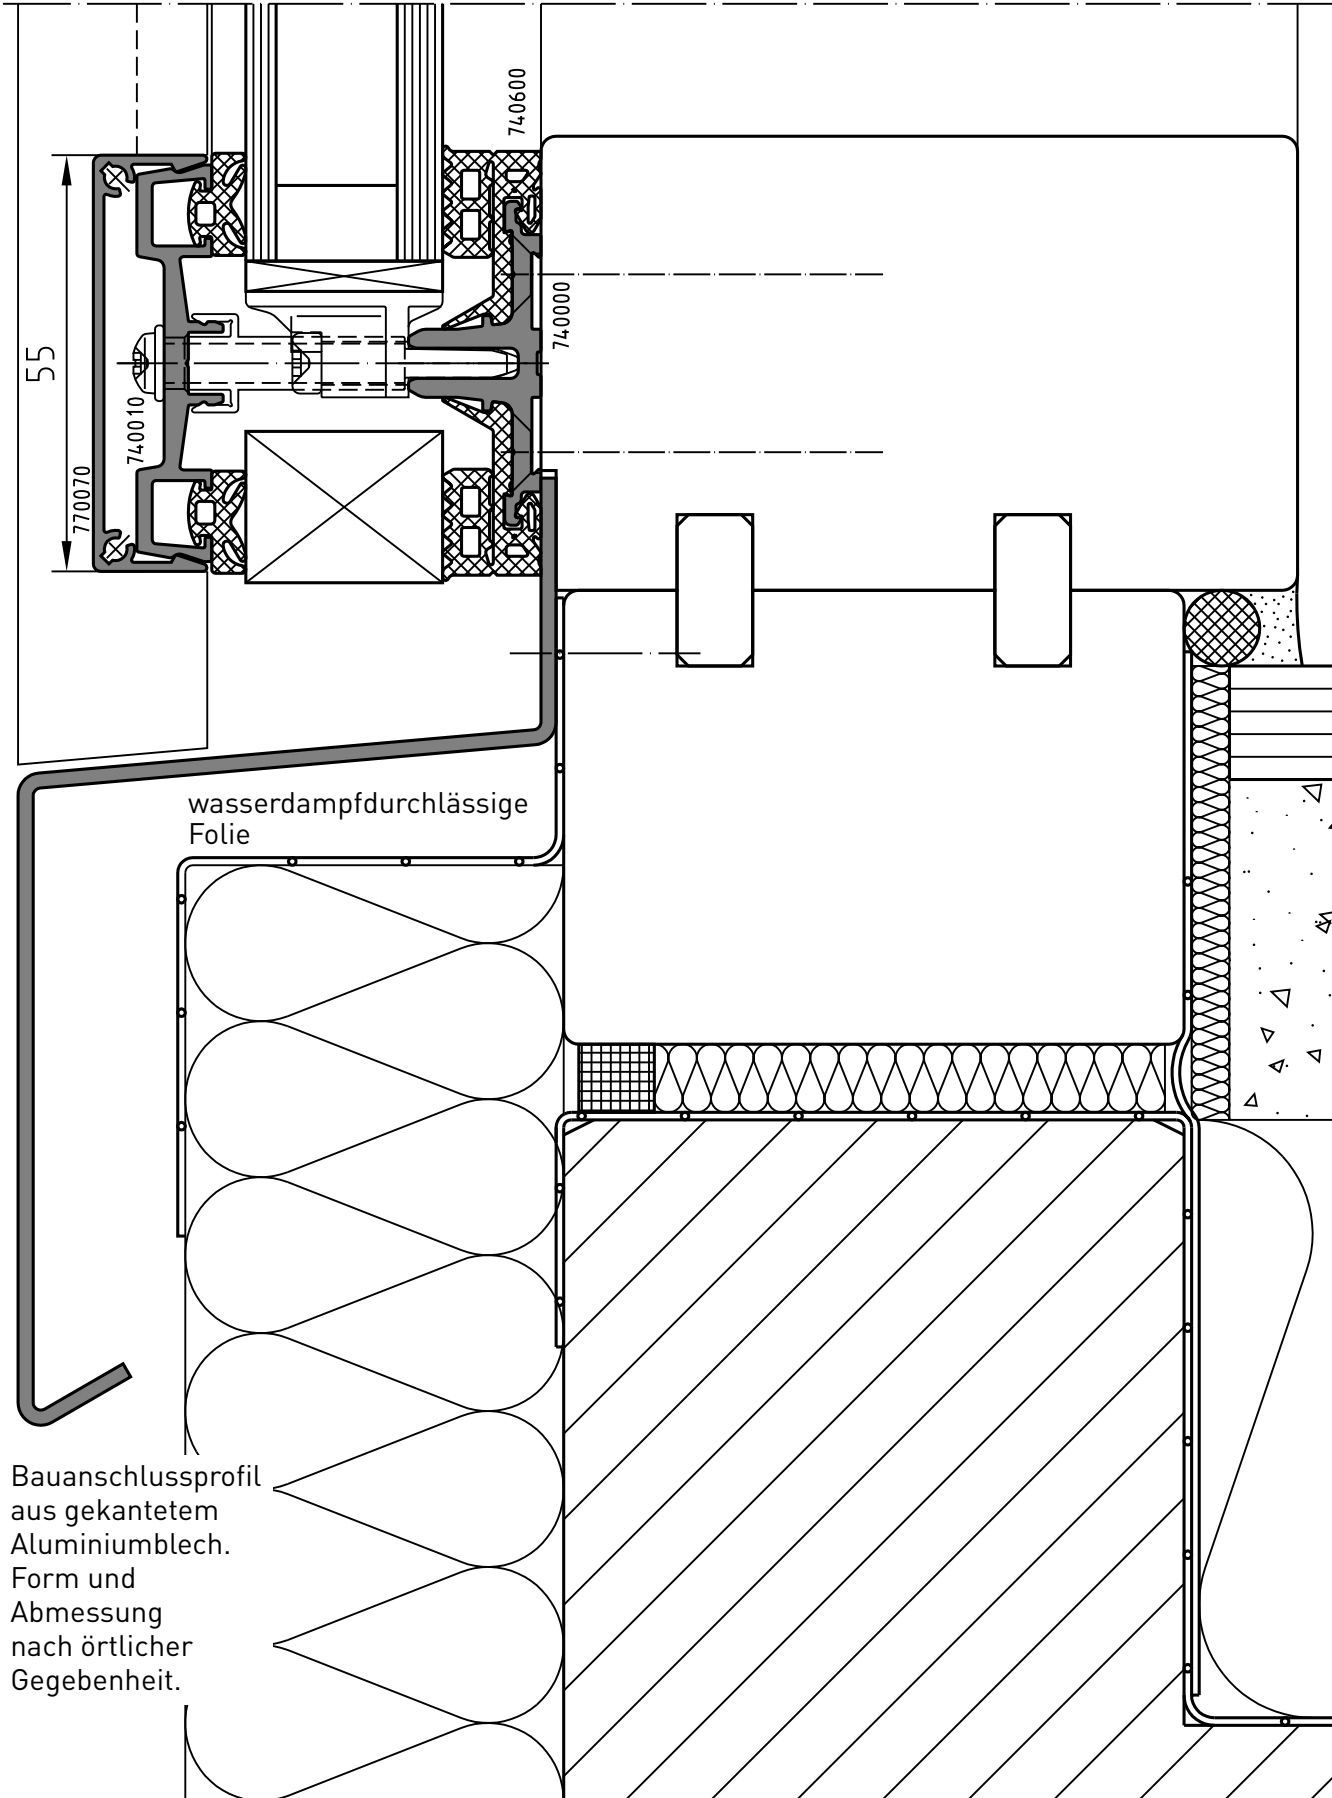 740600
740000
55
740010
770070
wasserdampfdurchlässige
Folie
Bauanschlussprofil
aus gekantetem
Aluminiumblech.
Form und
Abmessung
nach örtlicher
Gegebenheit.